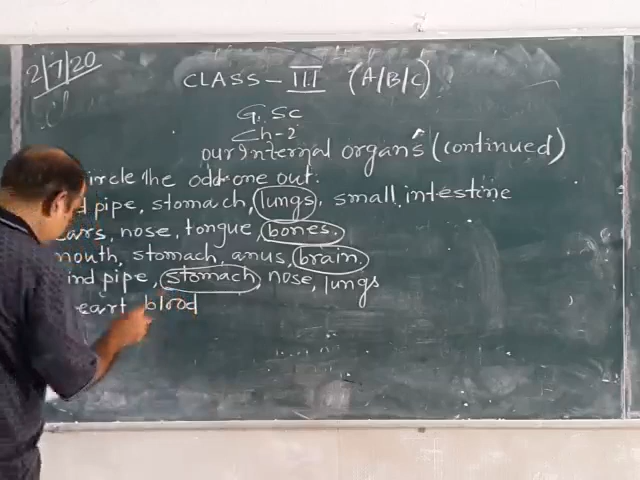 2/7/20
CLASS - III (A/B/C)
G. SC
Ch-2
our Internal organs (continued)
ircle the odd one out.
d pipe, stomach, lungs, small intestine
ears, nose, tongue, bones.
mouth, stomach, anus, brain.
ind pipe, stomach, nose, lungs
eart blood